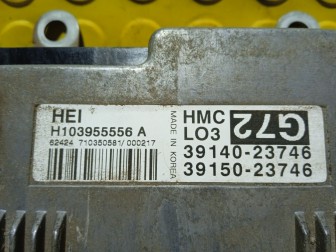 HEI
H103955556 A
62424 710350581/ 000217
MADE IN KOREA
HMC
LO3
G72
39140-23746
39150-23746